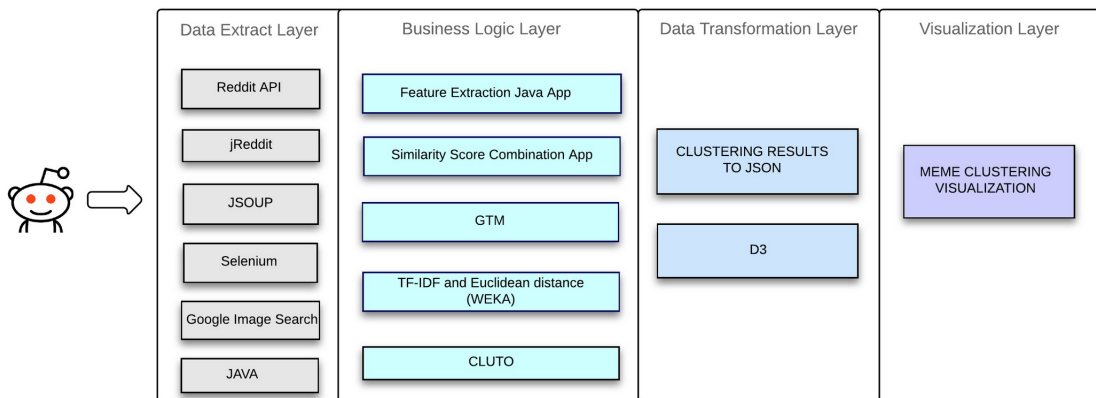 Data Extract Layer
Reddit API
jReddit
JSOUP
Selenium
Google Image Search
JAVA
Business Logic Layer
Feature Extraction Java App
Similarity Score Combination App
GTM
TF-IDF and Euclidean distance
(WEKA)
CLUTO
Data Transformation Layer
CLUSTERING RESULTS
TO JSON
D3
Visualization Layer
MEME CLUSTERING
VISUALIZATION